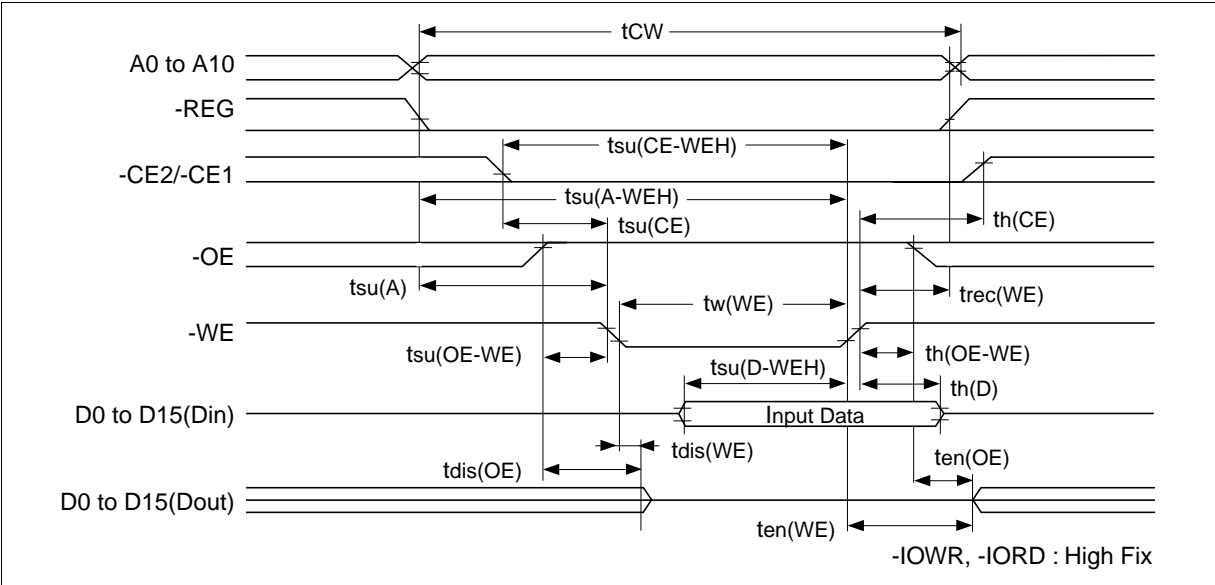 tCW
A0 to A10
-REG
tsu(CE-WEH)
-CE2/-CE1
tsu(A-WEH)
tsu(CE)
th(CE)
-OE
tsu(A)
tw(WE)
trec(WE)
-WE
tsu(OE-WE)
th(OE-WE)
tsu(D-WEH)
th(D)
D0 to D15(Din)
Input Data
tdis(WE)
tdis(OE)
ten(OE)
D0 to D15(Dout)
ten(WE)
-IOWR, -IORD : High Fix